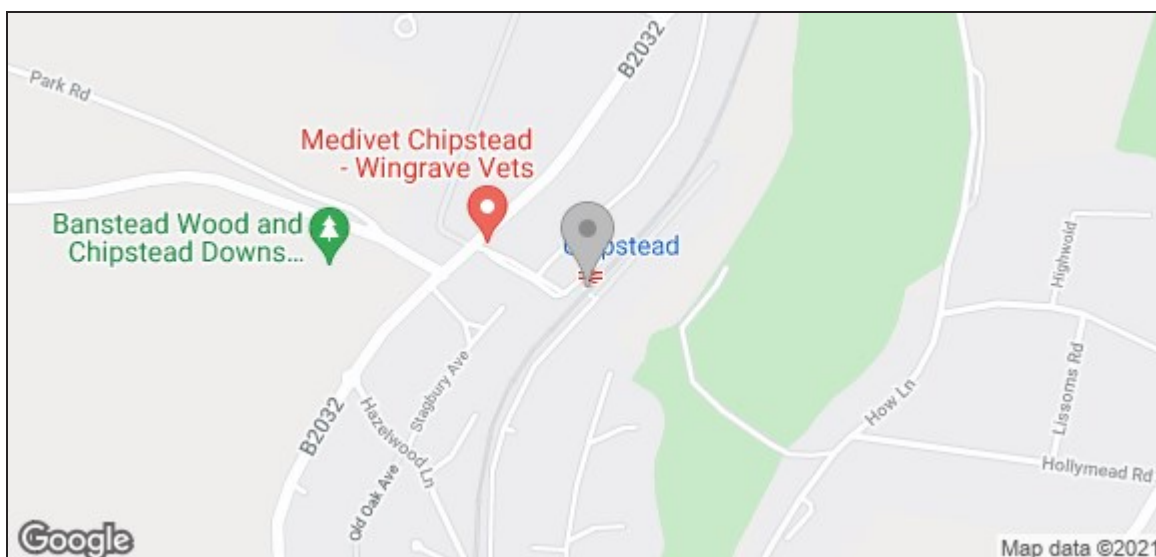 B2032
Park Rd
Medivet Chipstead
- Wingrave Vets
Banstead Wood and
Chipstead Downs...
Chipstead
Highwold
Stagbury Ave
Lissoms Rd
How Ln
B2032
Hazelwood Ln
Old Oak Ave
Hollymead Rd
Google
Map data ©2021